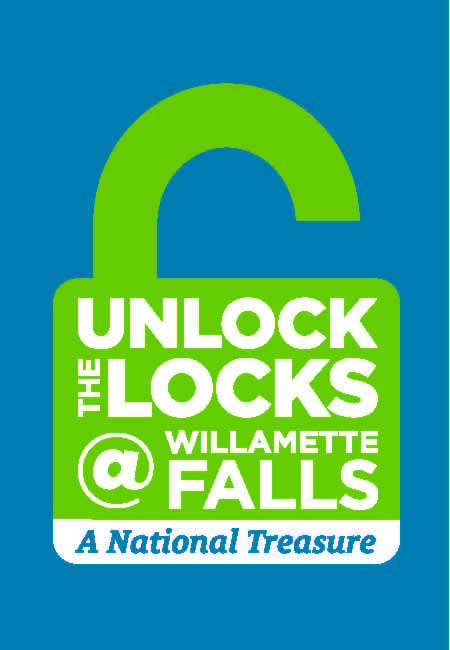 UNLOCK
THE LOCKS
@ WILLAMETTE
FALLS
A National Treasure